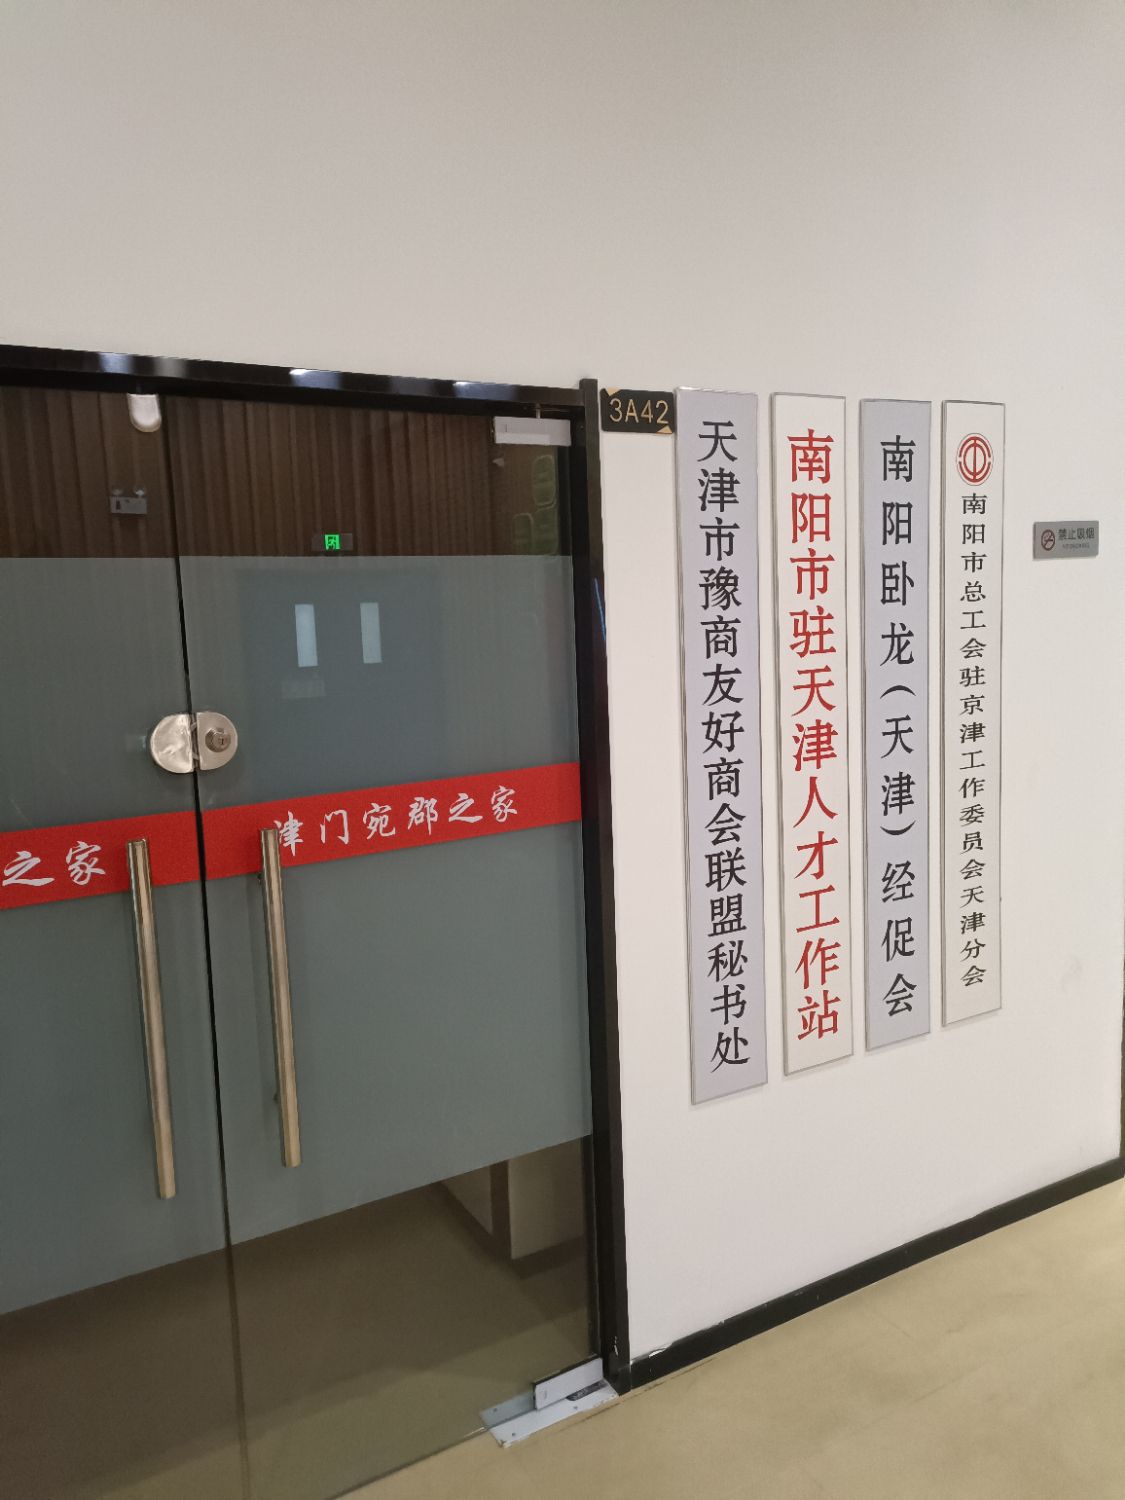 3A42
天津市豫商友好商会联盟秘书处
南阳市驻天津人才工作站
南阳卧龙（天津）经促会
南阳市总工会驻京津工作委员会天津分会
禁止吸烟
之家
津门宛郡之家